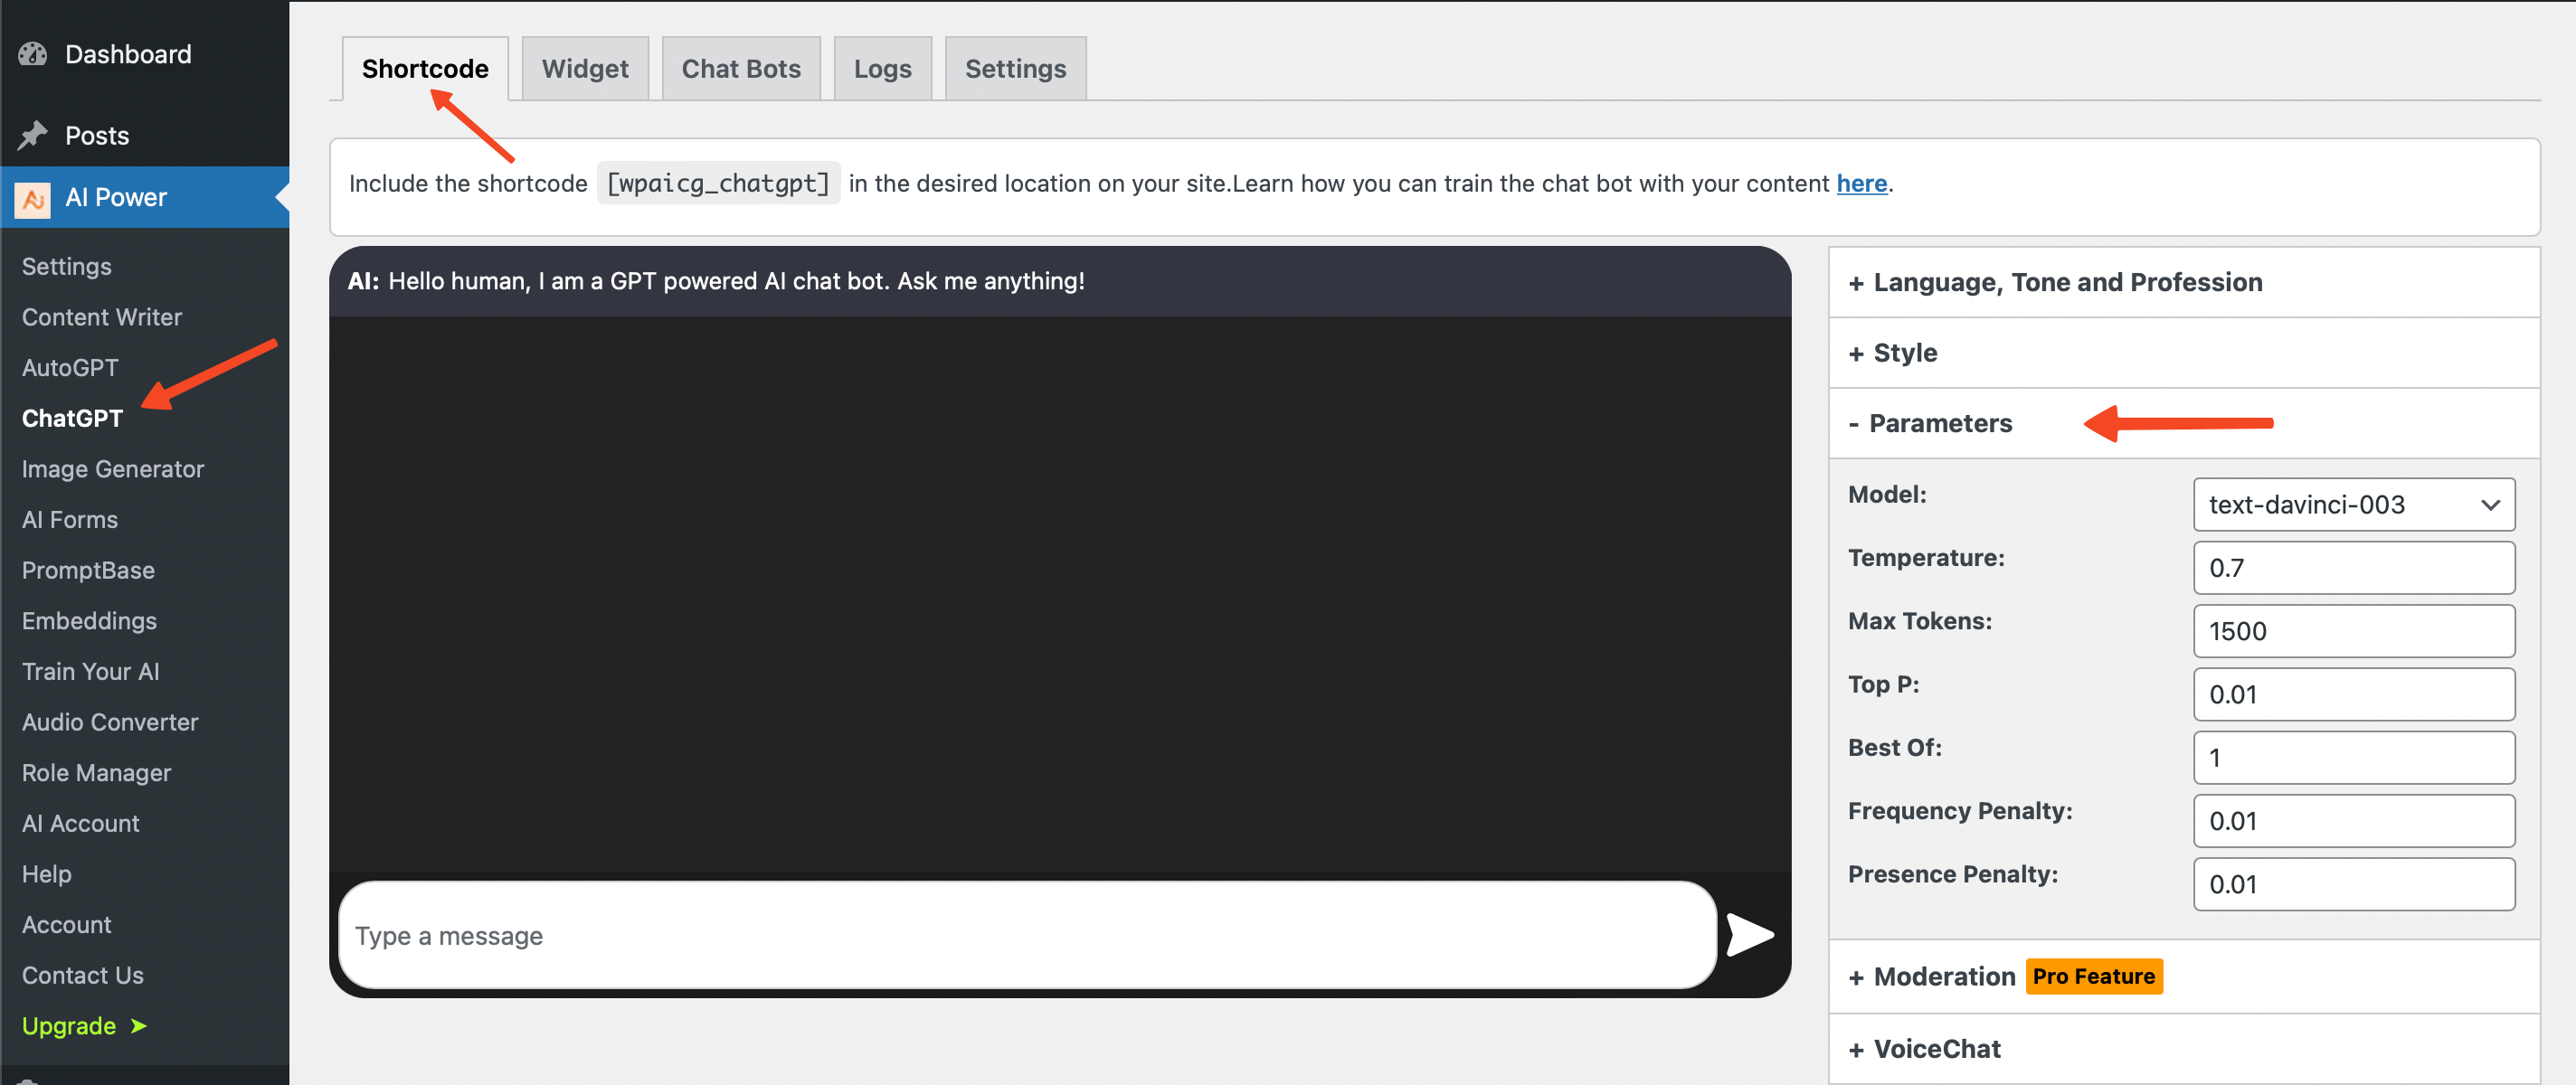 Dashboard
Posts
AI Power
Settings
Content Writer
AutoGPT
ChatGPT
Image Generator
AI Forms
PromptBase
Embeddings
Train Your AI
Audio Converter
Role Manager
AI Account
Help
Account
Contact Us
Upgrade ➤
Shortcode
Widget
Chat Bots
Logs
Settings
Include the shortcode [wpaicg_chatgpt] in the desired location on your site.Learn how you can train the chat bot with your content here.
AI: Hello human, I am a GPT powered AI chat bot. Ask me anything!
Type a message
+ Language, Tone and Profession
+ Style
- Parameters
Model: text-davinci-003
Temperature: 0.7
Max Tokens: 1500
Top P: 0.01
Best Of: 1
Frequency Penalty: 0.01
Presence Penalty: 0.01
+ Moderation Pro Feature
+ VoiceChat